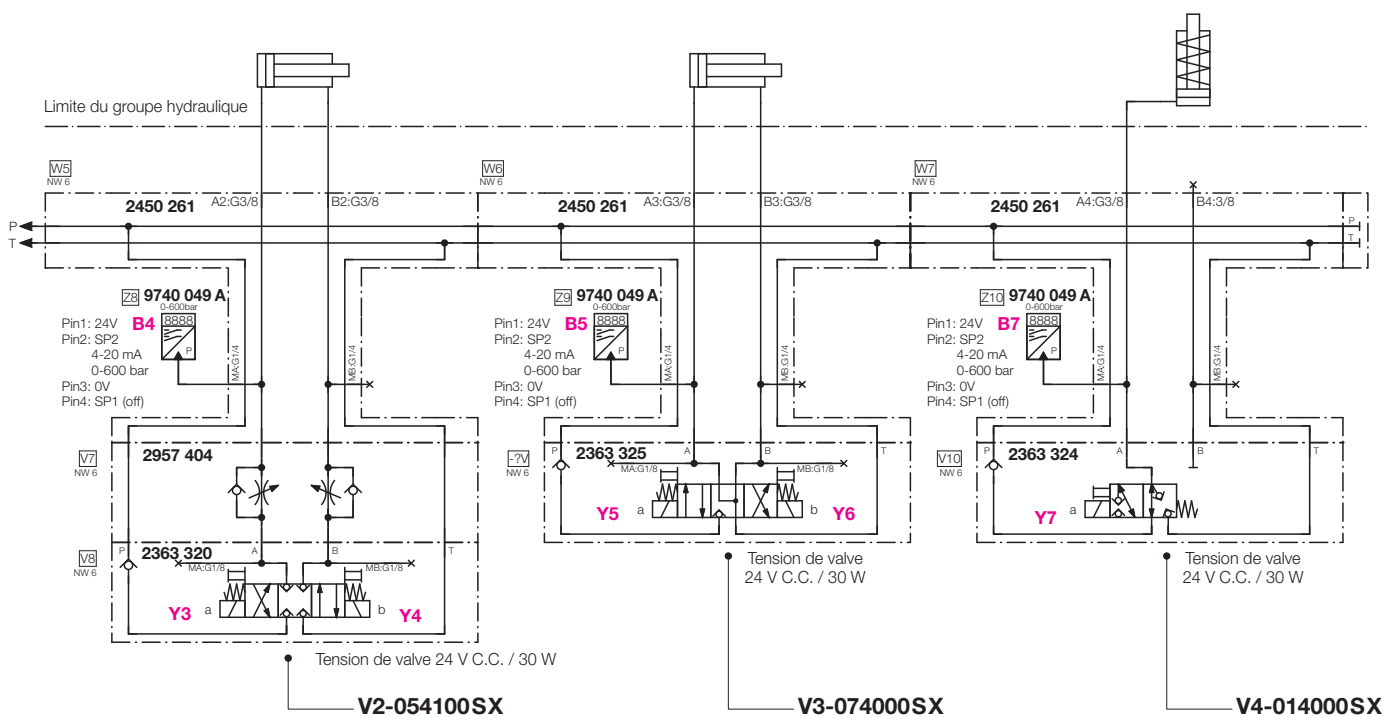 Limite du groupe hydraulique
W5
NW 6
W6
NW 6
W7
NW 6
2450 261
A2:G3/8
B2:G3/8
2450 261
A3:G3/8
B3:G3/8
2450 261
A4:G3/8
B4:3/8
P
T
P
T
Z8 9740 049 A
0-600bar
Pin1: 24V
B4
8888
Pin2: SP2
4-20 mA
P
0-600 bar
Pin3: 0V
Pin4: SP1 (off)
MA:G1/4
MB:G1/4
Z9 9740 049 A
0-600bar
Pin1: 24V
B5
8888
Pin2: SP2
4-20 mA
P
0-600 bar
Pin3: 0V
Pin4: SP1 (off)
MA:G1/4
MB:G1/4
Z10 9740 049 A
0-600bar
Pin1: 24V
B7
8888
Pin2: SP2
4-20 mA
P
0-600 bar
Pin3: 0V
Pin4: SP1 (off)
MA:G1/4
MB:G1/4
V7
NW 6
2957 404
V8
NW 6
P
2363 320
A
B
T
MA:G1/8
MB:G1/8
Y3
a
b
Y4
-?V
NW 6
P
2363 325
A
B
T
MA:G1/8
MB:G1/8
Y5
a
b
Y6
V10
NW 6
P
2363 324
A
B
T
Y7
a
Tension de valve 24 V C.C. / 30 W
Tension de valve
24 V C.C. / 30 W
Tension de valve
24 V C.C. / 30 W
V2-054100SX
V3-074000SX
V4-014000SX